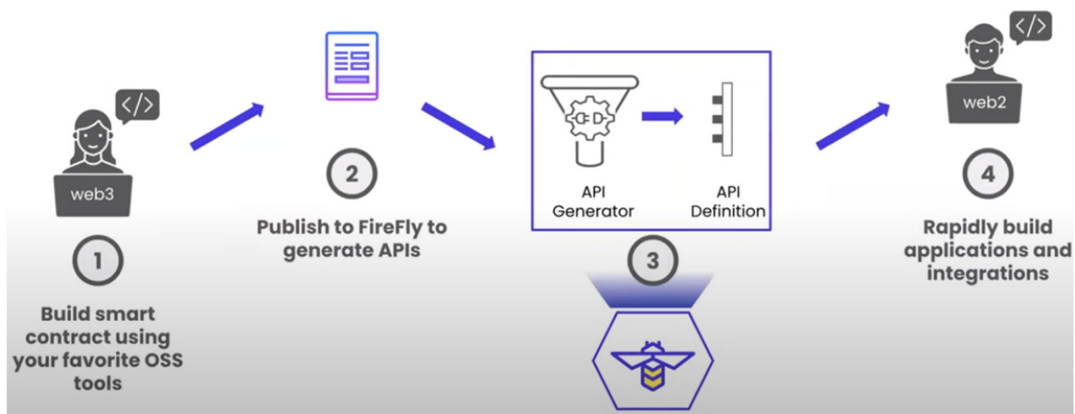 </>
web3
1
Build smart
contract using
your favorite OSS
tools
2
Publish to FireFly to
generate APIs
API
Generator
API
Definition
3
</>
web2
4
Rapidly build
applications and
integrations